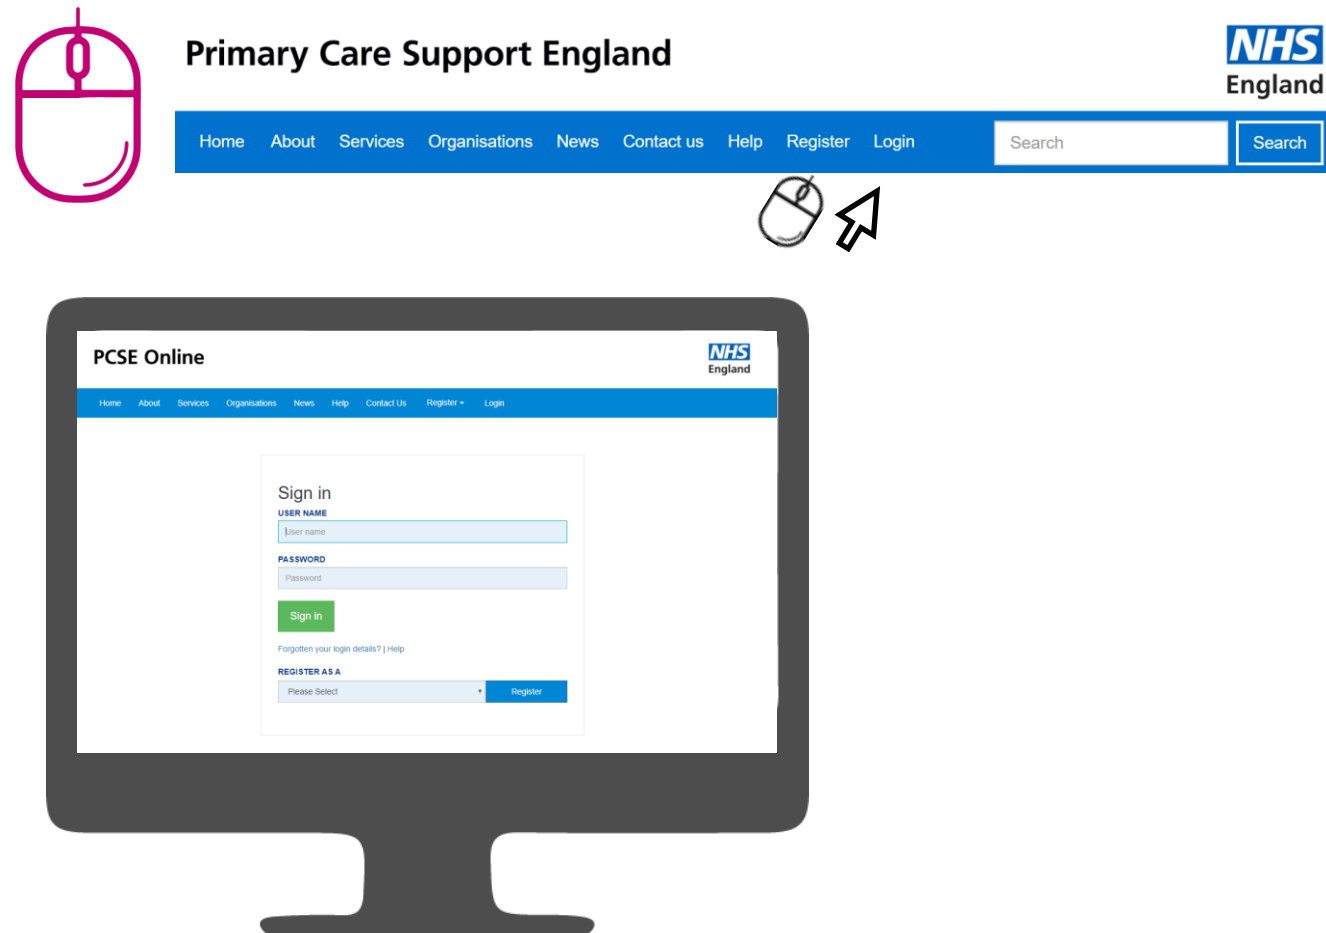 Primary Care Support England
NHS
England
Home About Services Organisations News Contact us Help Register Login Search Search
PCSE Online
NHS
England
Home About Services Organisations News Help Contact Us Register Login
Sign in
USER NAME
User name
PASSWORD
Password
Sign in
Forgotten your login details? | Help
REGISTER AS A
Please Select Register